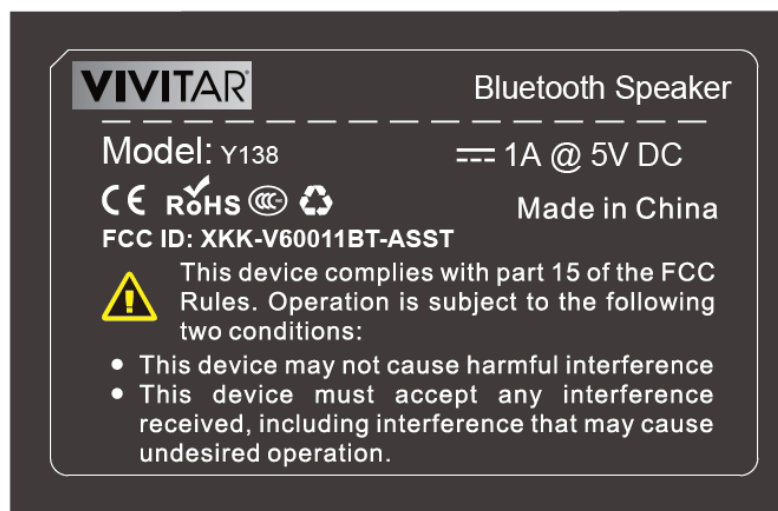 VIVITAR
Bluetooth Speaker
Model: Y138
1A @ 5V DC
CE RoHS CCC
Made in China
FCC ID: XKK-V60011BT-ASST
This device complies with part 15 of the FCC
Rules. Operation is subject to the following
two conditions:
● This device may not cause harmful interference
● This device must accept any interference
received, including interference that may cause
undesired operation.